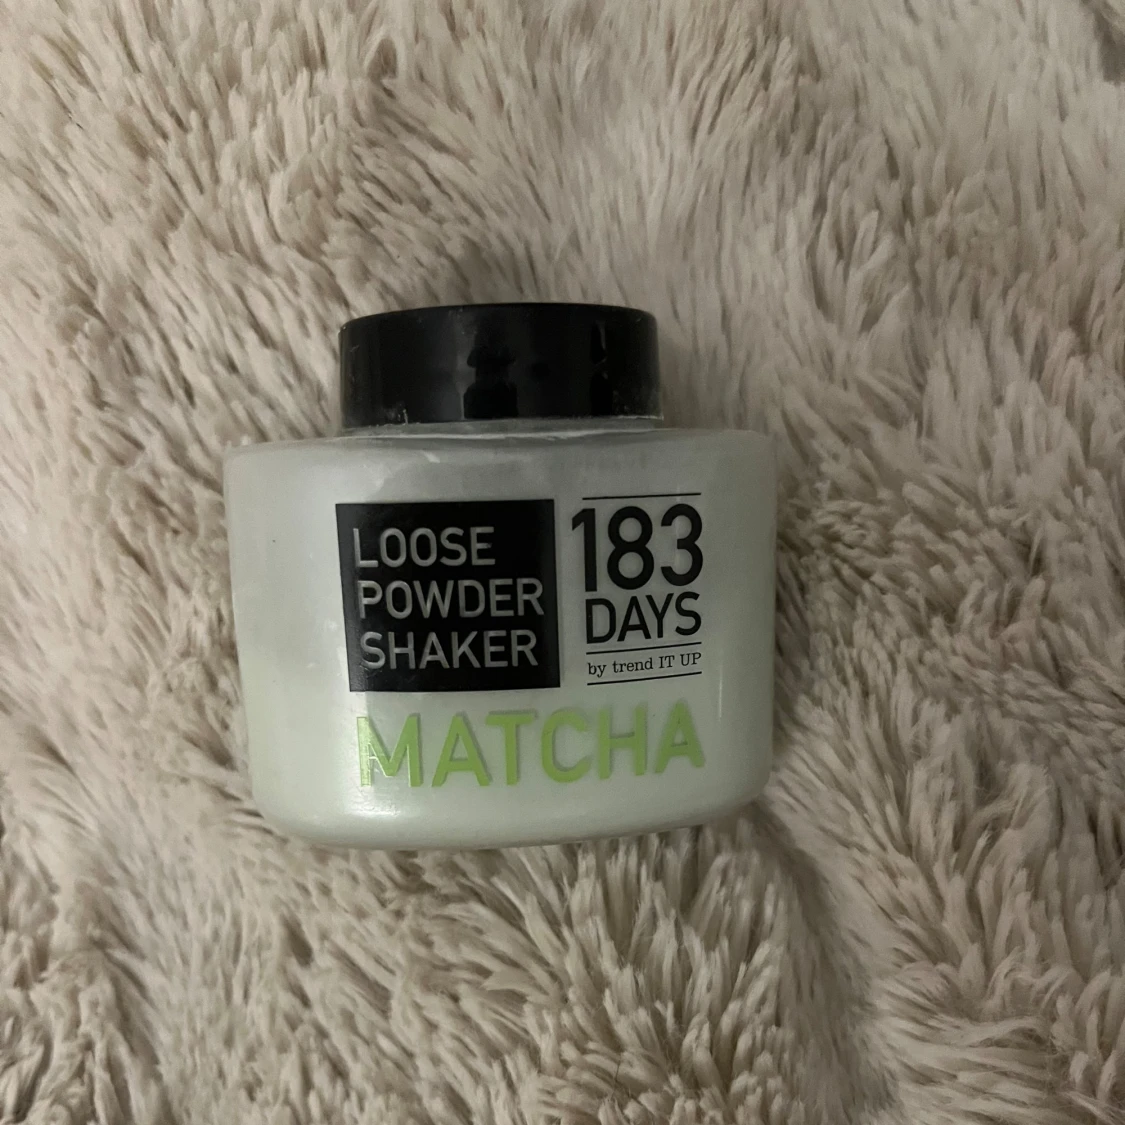 LOOSE
POWDER
SHAKER
183
DAYS
by trend IT UP
MATCHA